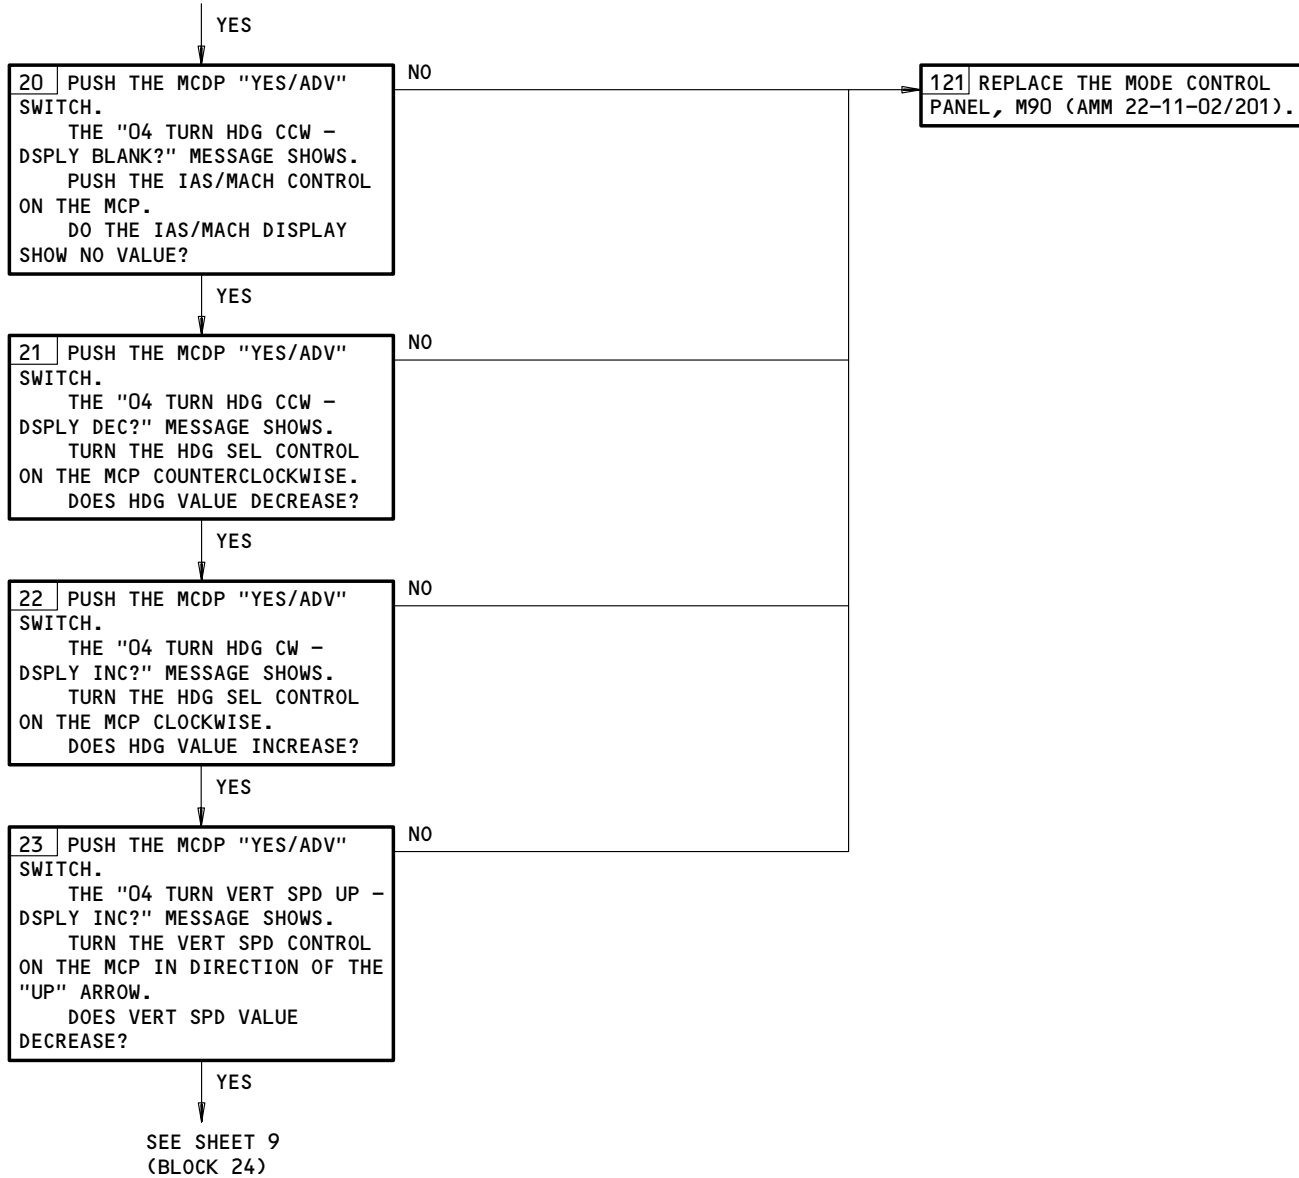 YES
20 PUSH THE MCDP "YES/ADV"
SWITCH.
THE "04 TURN HDG CCW –
DSPLY BLANK?" MESSAGE SHOWS.
PUSH THE IAS/MACH CONTROL
ON THE MCP.
DO THE IAS/MACH DISPLAY
SHOW NO VALUE?
NO
121 REPLACE THE MODE CONTROL
PANEL, M90 (AMM 22-11-02/201).
YES
21 PUSH THE MCDP "YES/ADV"
SWITCH.
THE "04 TURN HDG CCW –
DSPLY DEC?" MESSAGE SHOWS.
TURN THE HDG SEL CONTROL
ON THE MCP COUNTERCLOCKWISE.
DOES HDG VALUE DECREASE?
NO
YES
22 PUSH THE MCDP "YES/ADV"
SWITCH.
THE "04 TURN HDG CW –
DSPLY INC?" MESSAGE SHOWS.
TURN THE HDG SEL CONTROL
ON THE MCP CLOCKWISE.
DOES HDG VALUE INCREASE?
NO
YES
23 PUSH THE MCDP "YES/ADV"
SWITCH.
THE "04 TURN VERT SPD UP –
DSPLY INC?" MESSAGE SHOWS.
TURN THE VERT SPD CONTROL
ON THE MCP IN DIRECTION OF THE
"UP" ARROW.
DOES VERT SPD VALUE
DECREASE?
NO
YES
SEE SHEET 9
(BLOCK 24)